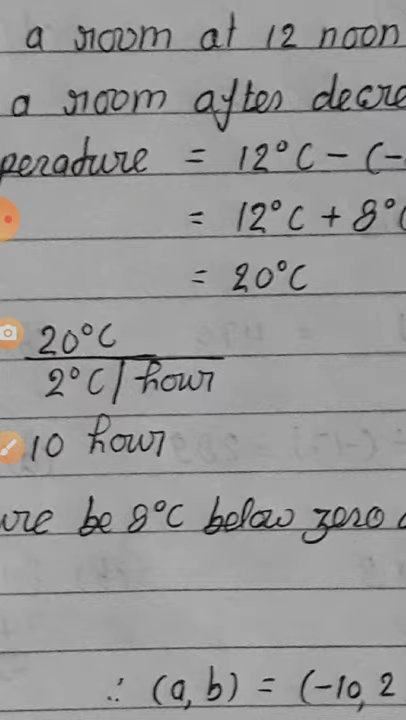 a room at 12 noon
a room after decre
perature = 12°C - (-
= 12°C + 8°C
= 20°C
20°C
2°C / hour
10 hour
ure be 8°C below zero
∴ (a, b) = (-10, 2